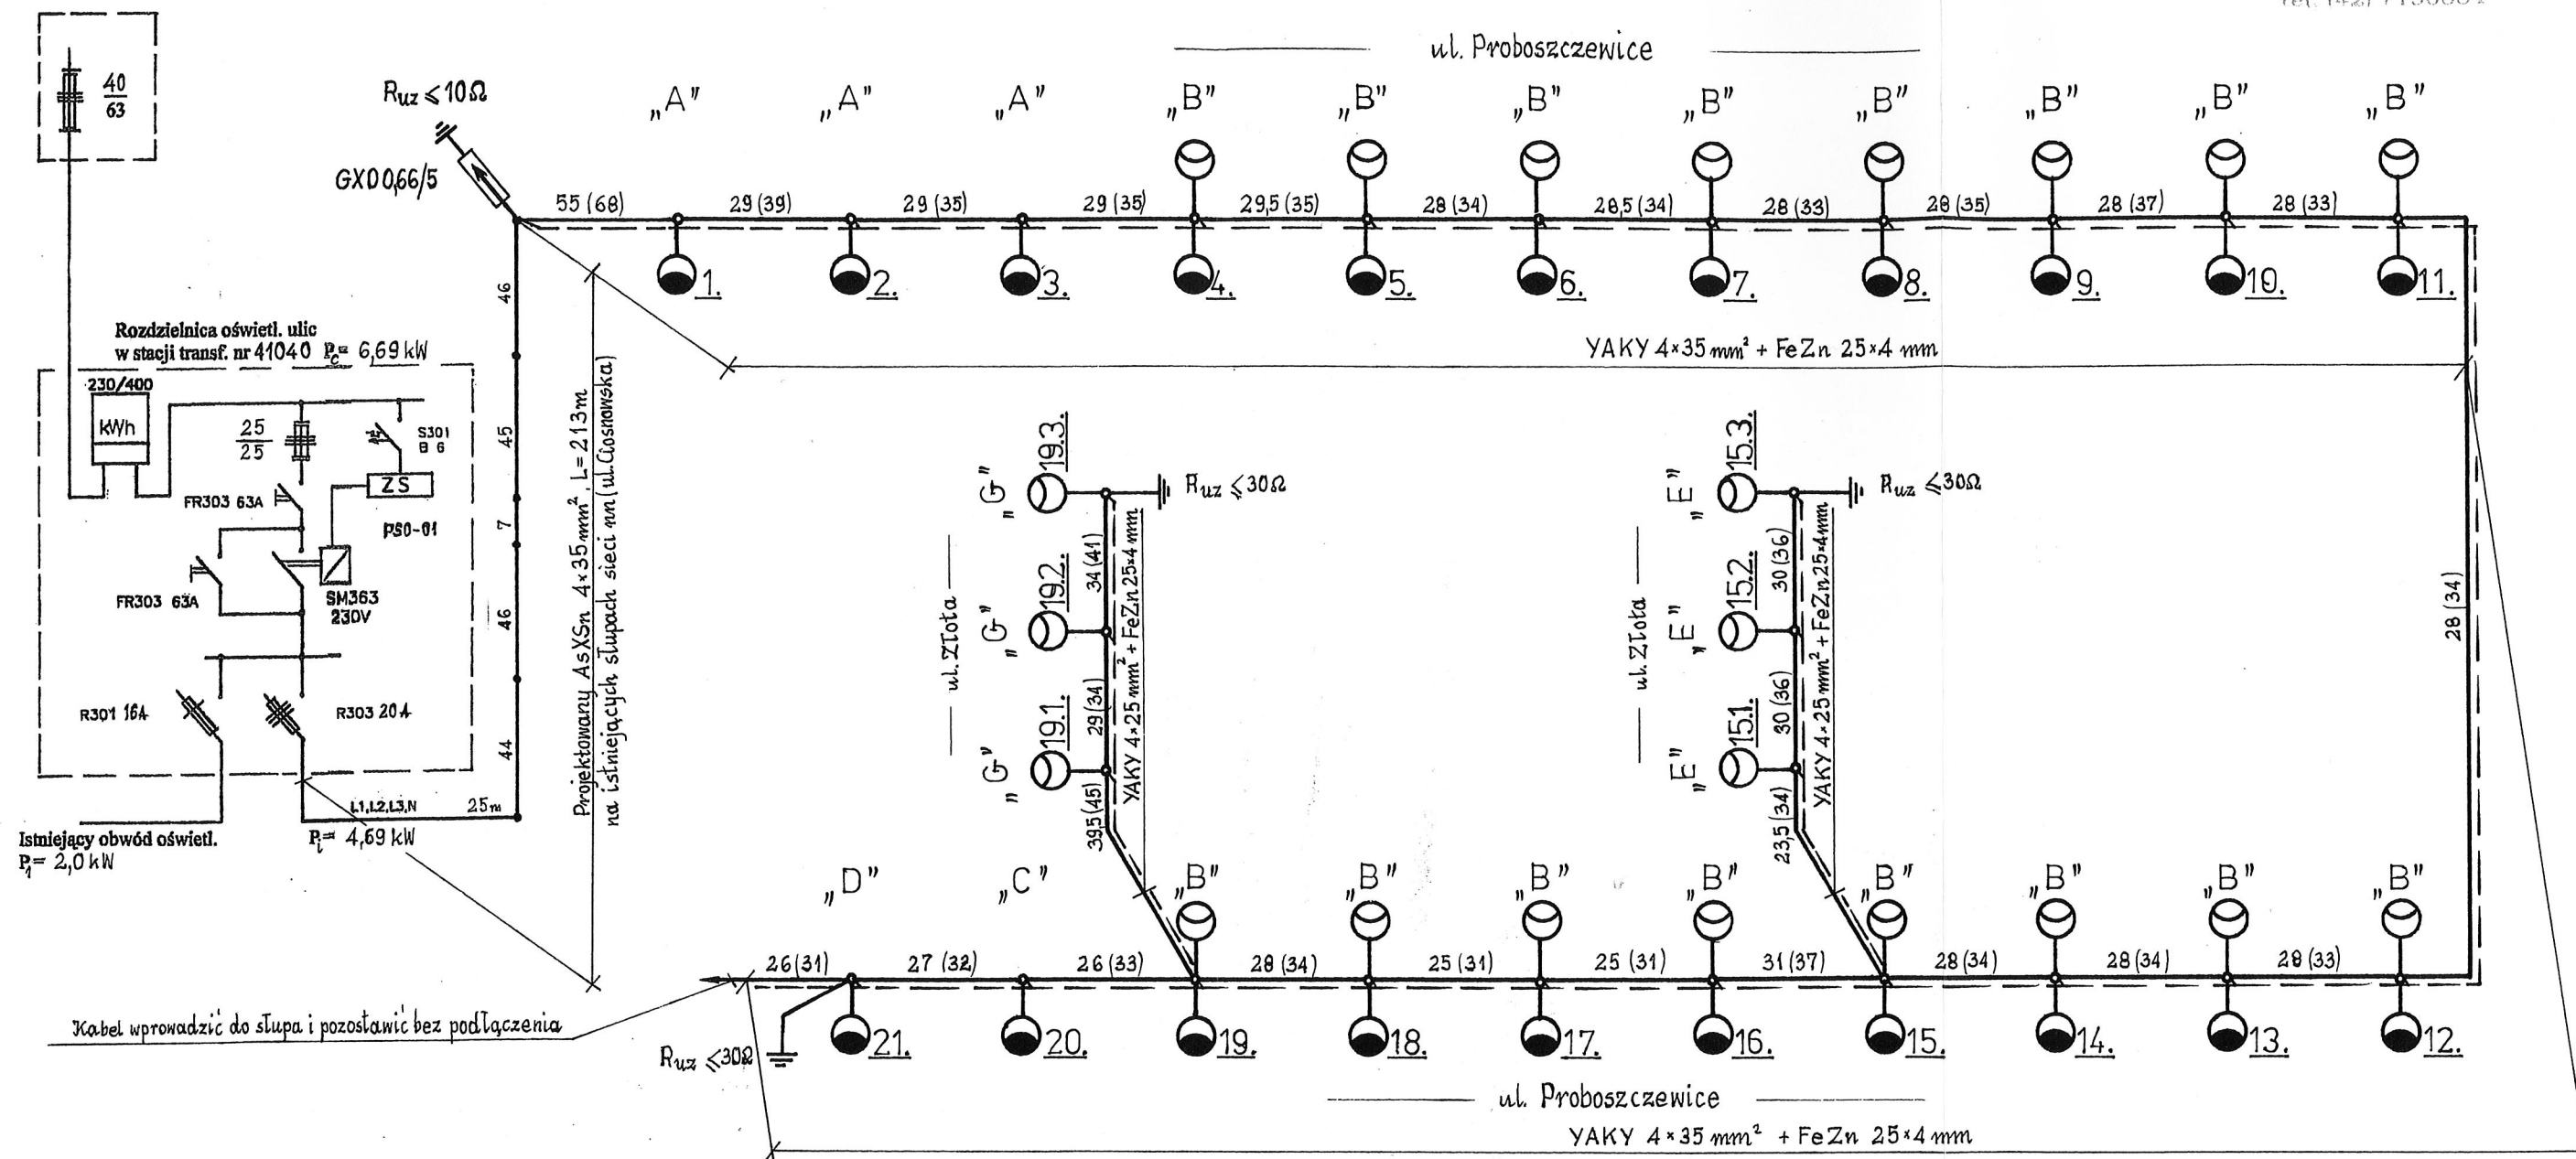 ul. Proboszczewice
40
63
Ruz ⩽ 10Ω
GXO 0,66/5
„A” „A” „A” „B” „B” „B” „B” „B” „B” „B” „B”
55 (68) 29 (39) 29 (35) 29 (35) 29,5 (35) 28 (34) 28,5 (34) 28 (33) 28 (35) 28 (37) 28 (33)
1. 2. 3. 4. 5. 6. 7. 8. 9. 10. 11.
YAKY 4×35 mm² + FeZn 25×4 mm
Rozdzielnica oświetl. ulic
w stacji transf. nr 41040 Pc= 6,69 kW
230/400
kWh
25
25
S301
B 6
ZS
FR303 63A
PSO-01
FR303 63A
SM363
230V
R301 16A
R303 20A
L1,L2,L3,N 25m
Istniejący obwód oświetl.
P1= 2,0 kW
Pi= 4,69 kW
46
45
7
46
44
Projektowany AsXSn 4×35mm², L=213m
na istniejących słupach sieci nn (ul. Ciosnowska)
„G” 19.3.
Ruz ⩽ 30Ω
34 (41)
„G” 19.2.
29 (34)
„G” 19.1.
39,5 (45)
ul. Złota
YAKY 4×25 mm² + FeZn 25×4 mm
„E” 15.3.
Ruz ⩽ 30Ω
30 (36)
„E” 15.2.
30 (36)
„E” 15.1.
23,5 (34)
ul. Złota
YAKY 4×25 mm² + FeZn 25×4mm
28 (34)
„D” „C” „B” „B” „B” „B” „B” „B” „B” „B”
26 (31) 27 (32) 26 (33) 28 (34) 25 (31) 25 (31) 31 (37) 28 (34) 28 (34) 28 (33)
Kabel wprowadzić do słupa i pozostawić bez podłączenia
Ruz ⩽ 30Ω
21. 20. 19. 18. 17. 16. 15. 14. 13. 12.
ul. Proboszczewice
YAKY 4×35 mm² + FeZn 25×4 mm